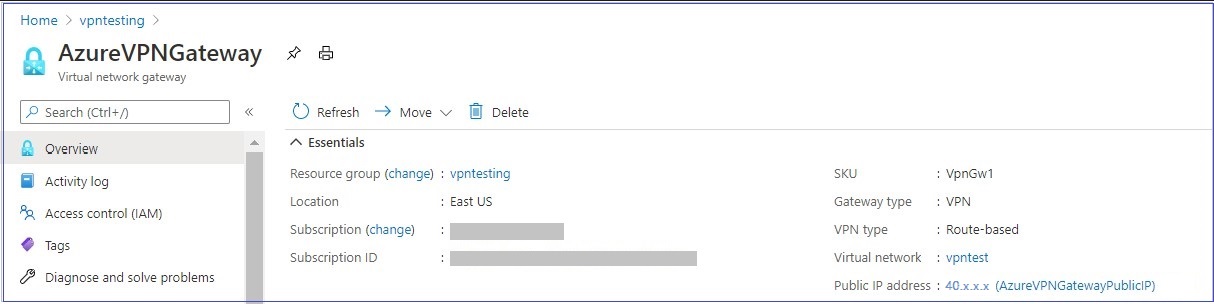 Home > vpntesting >
AzureVPNGateway
Virtual network gateway
Search (Ctrl+/)
«
Overview
Activity log
Access control (IAM)
Tags
Diagnose and solve problems
Refresh
Move
Delete
Essentials
Resource group (change) : vpntesting
Location : East US
Subscription (change) :
Subscription ID :
SKU : VpnGw1
Gateway type : VPN
VPN type : Route-based
Virtual network : vpntest
Public IP address : 40.x.x.x (AzureVPNGatewayPublicIP)